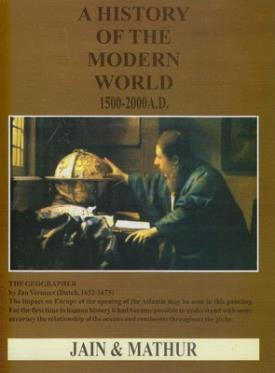 A HISTORY
OF THE
MODERN
WORLD
1500-2000A.D.
THE GEOGRAPHER
by Jan Vermeer (Dutch, 1632-1675)
The impact on Europe of the opening of the Atlantic may be seen in this painting.
For the first time in human history it had become possible to understand with some
accuracy the relationship of the oceans and continents throughout the globe.
JAIN & MATHUR